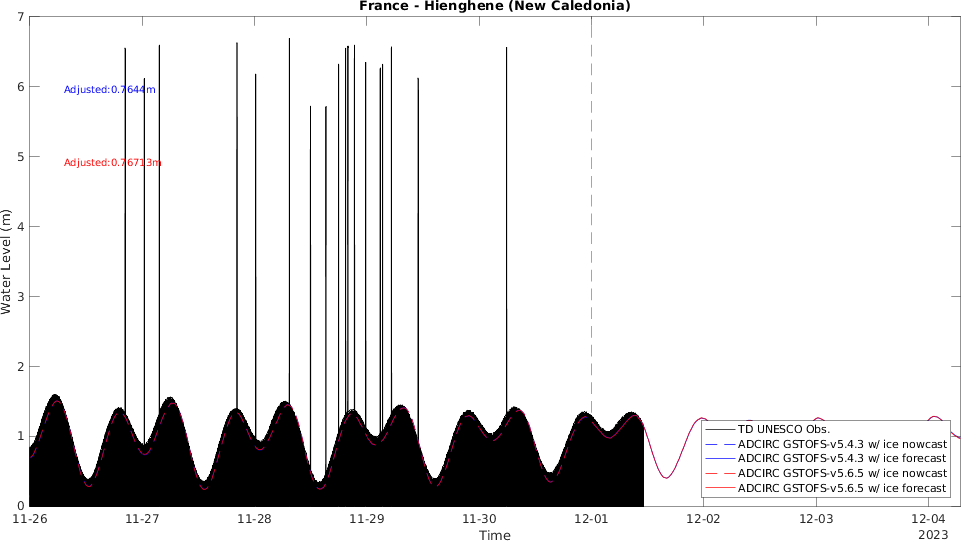 France - Hienghene (New Caledonia)
7
6
5
4
3
2
1
0
Water Level (m)
Adjusted:0.7644m
Adjusted:0.76713m
TD UNESCO Obs.
ADCIRC GSTOFS-v5.4.3 w/ ice nowcast
ADCIRC GSTOFS-v5.4.3 w/ ice forecast
ADCIRC GSTOFS-v5.6.5 w/ ice nowcast
ADCIRC GSTOFS-v5.6.5 w/ ice forecast
11-26 11-27 11-28 11-29 11-30 12-01 12-02 12-03 12-04
2023
Time